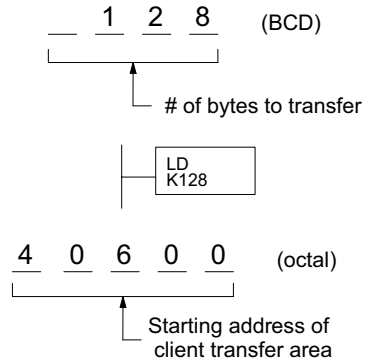 1 2 8 (BCD)
# of bytes to transfer
LD
K128
4 0 6 0 0 (octal)
Starting address of
client transfer area